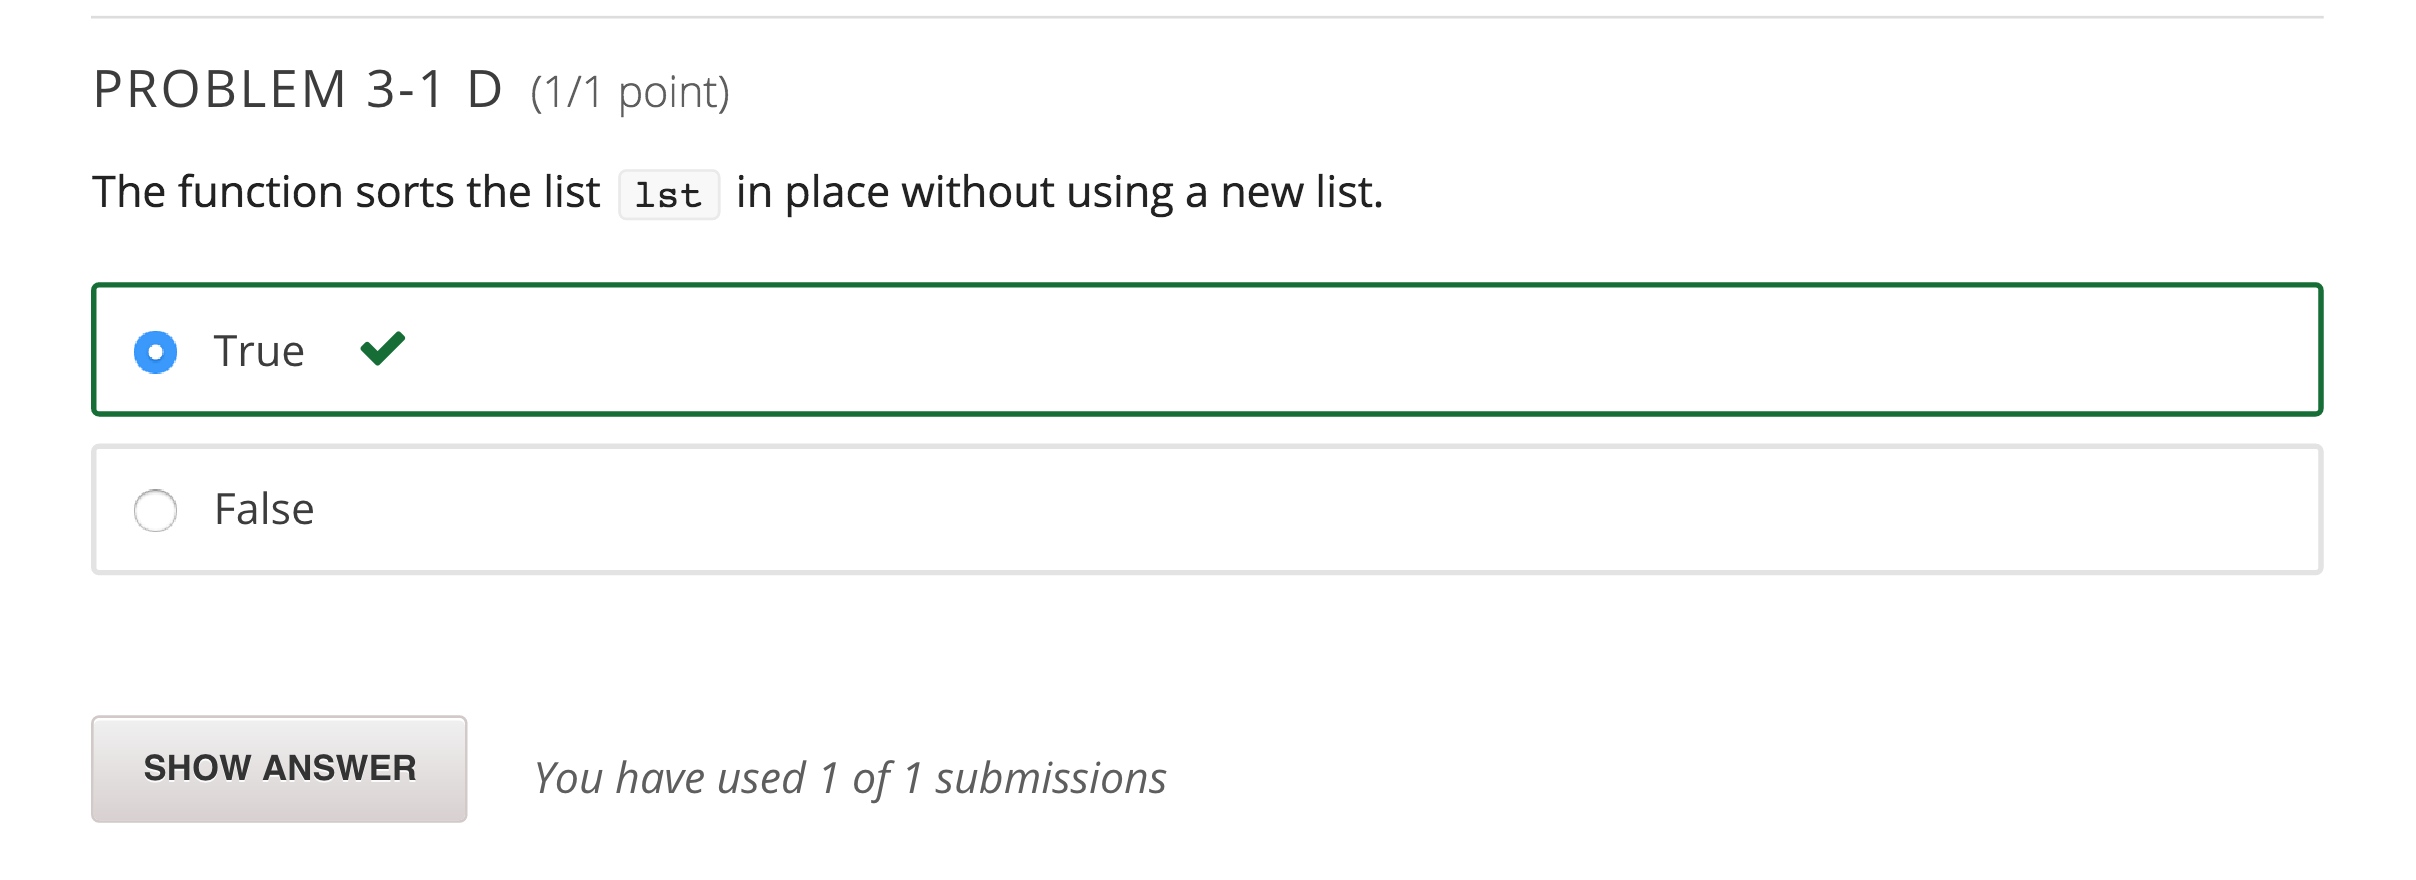 PROBLEM 3-1 D (1/1 point)
The function sorts the list lst in place without using a new list.
True
False
SHOW ANSWER You have used 1 of 1 submissions